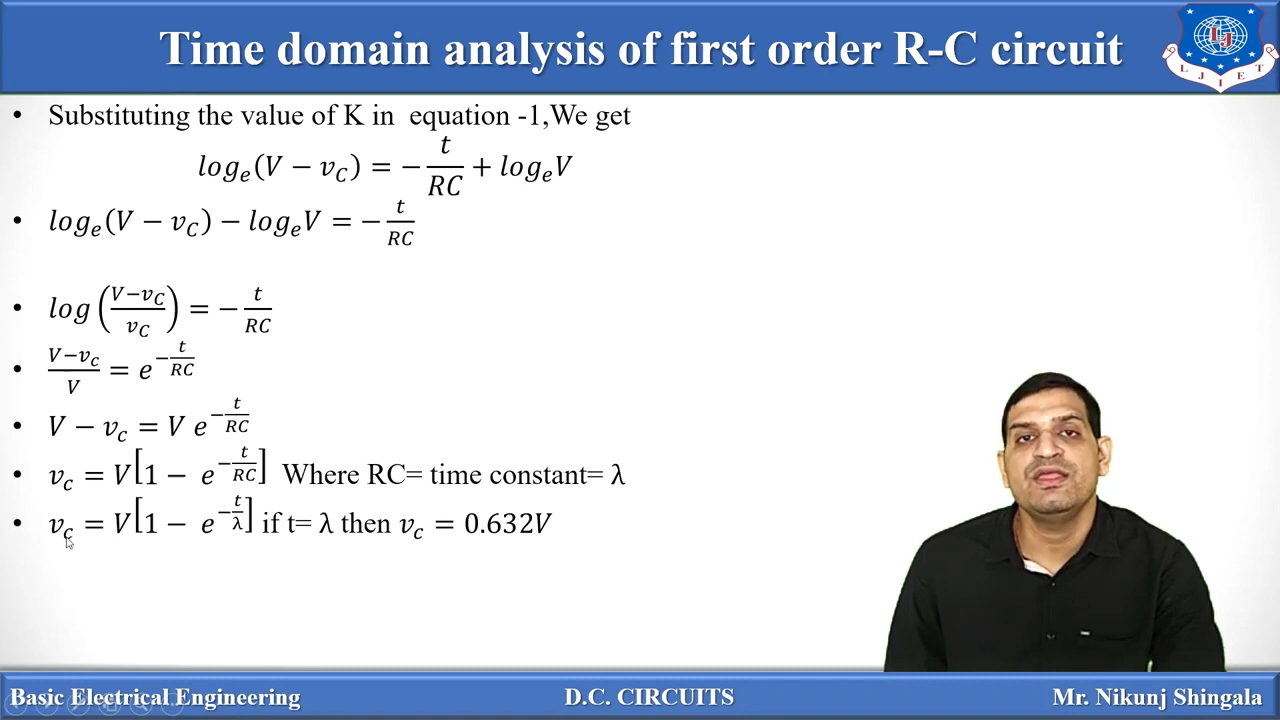 Time domain analysis of first order R-C circuit
LJ
LJIET
• Substituting the value of K in equation -1,We get
log_e(V − v_C) = − t/RC + log_e V
• log_e(V − v_C) − log_e V = − t/RC
• log ((V−v_C)/v_C) = − t/RC
• (V−v_c)/V = e^(−t/RC)
• V − v_c = V e^(−t/RC)
• v_c = V[1 − e^(−t/RC)] Where RC= time constant= λ
• v_c = V[1 − e^(−t/λ)] if t= λ then v_c = 0.632V
Basic Electrical Engineering
D.C. CIRCUITS
Mr. Nikunj Shingala